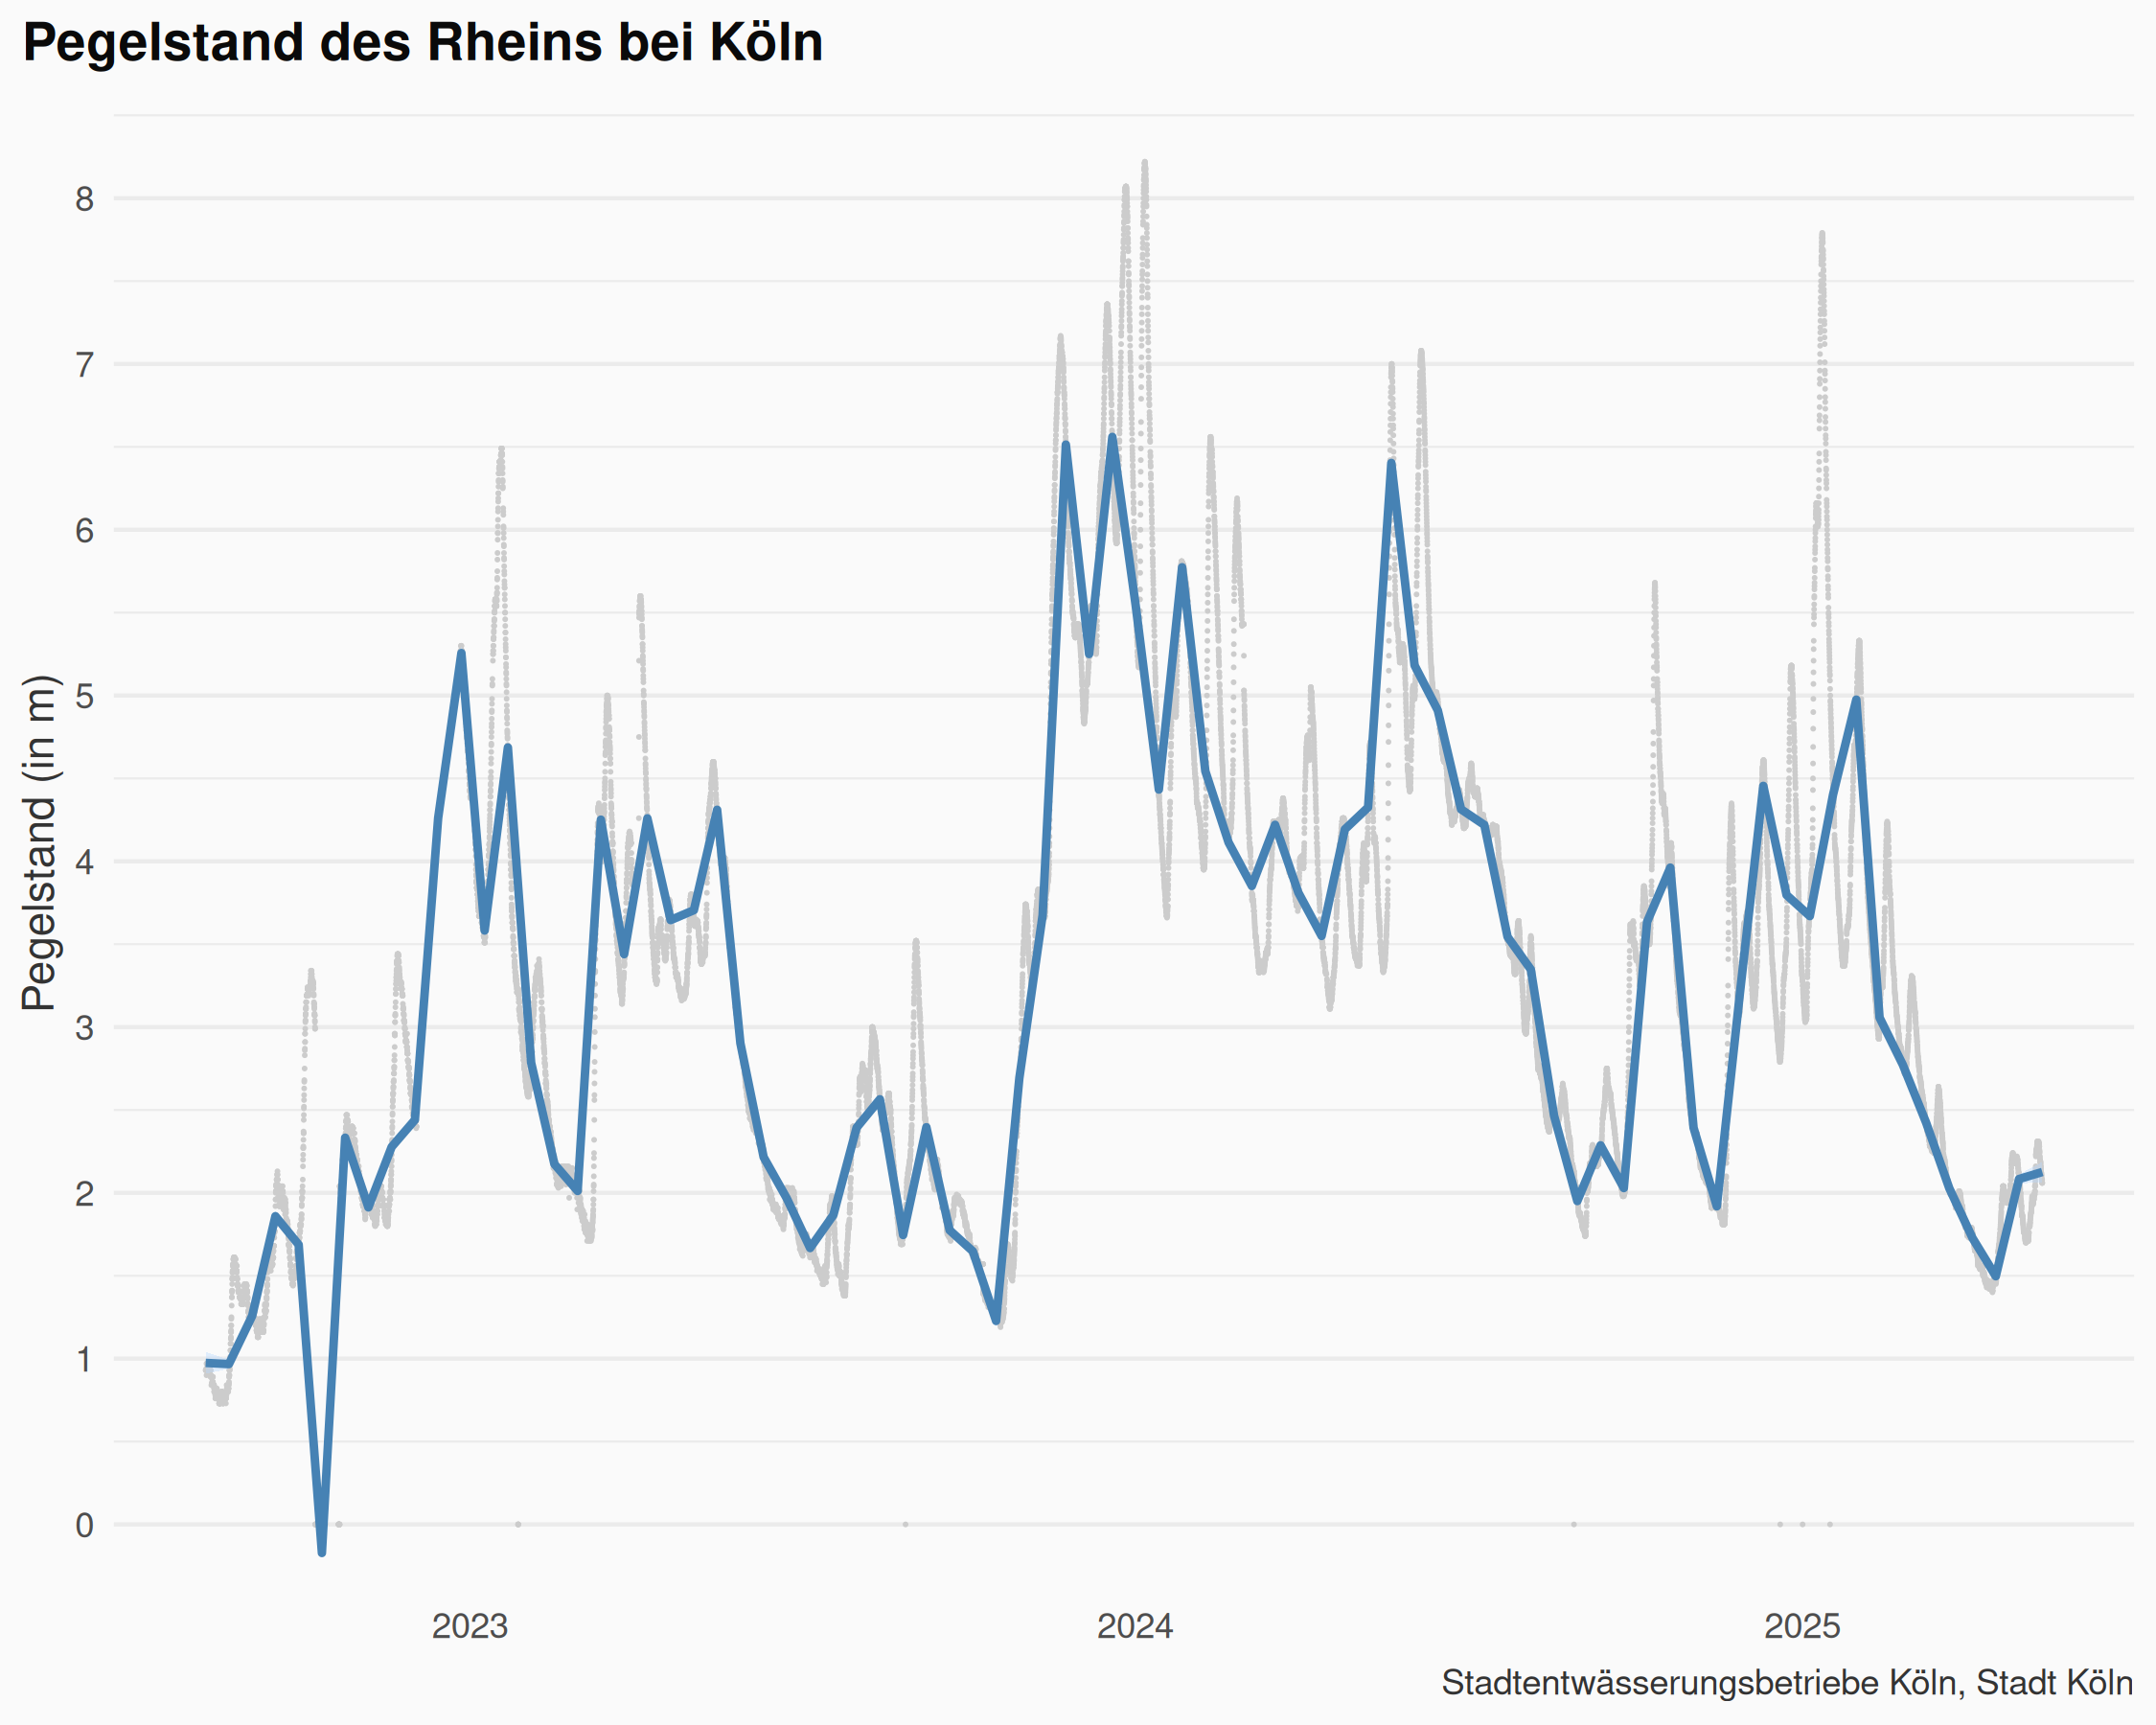 Pegelstand des Rheins bei Köln
Pegelstand (in m)
8
7
6
5
4
3
2
1
0
2023 2024 2025
Stadtentwässerungsbetriebe Köln, Stadt Köln